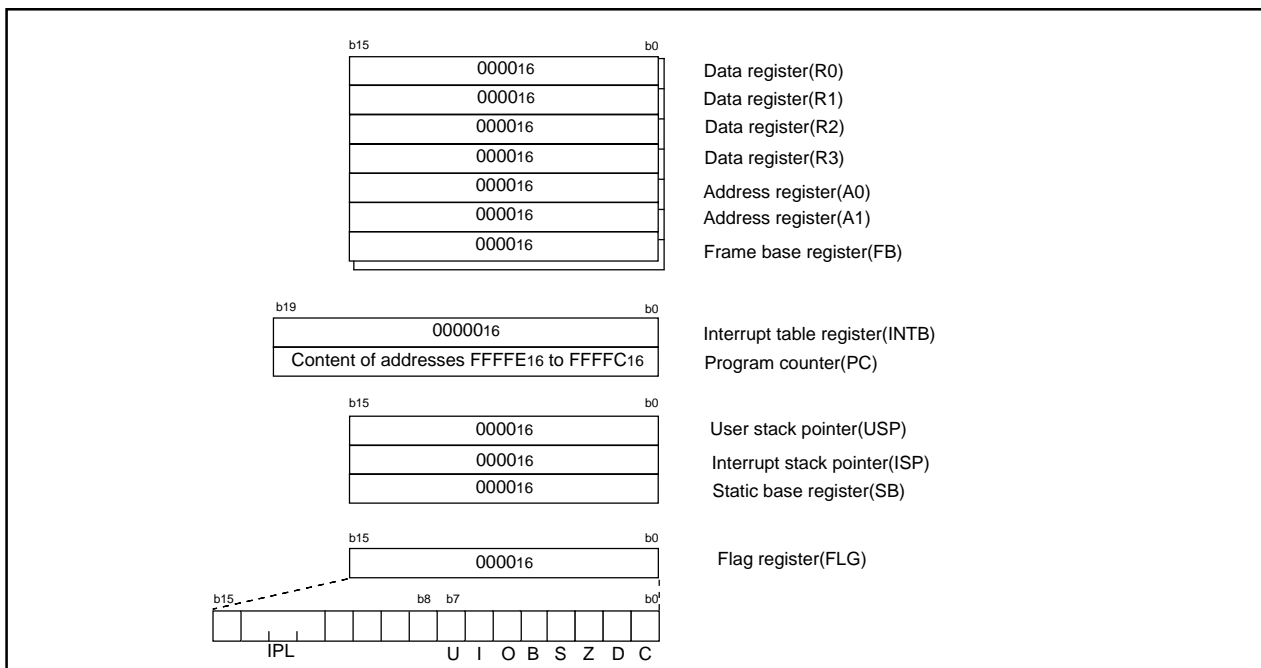 b15 b0
000016 Data register(R0)
000016 Data register(R1)
000016 Data register(R2)
000016 Data register(R3)
000016 Address register(A0)
000016 Address register(A1)
000016 Frame base register(FB)
b19 b0
0000016 Interrupt table register(INTB)
Content of addresses FFFFE16 to FFFFC16 Program counter(PC)
b15 b0
000016 User stack pointer(USP)
000016 Interrupt stack pointer(ISP)
000016 Static base register(SB)
b15 b0
000016 Flag register(FLG)
b15 b8 b7 b0
IPL U I O B S Z D C